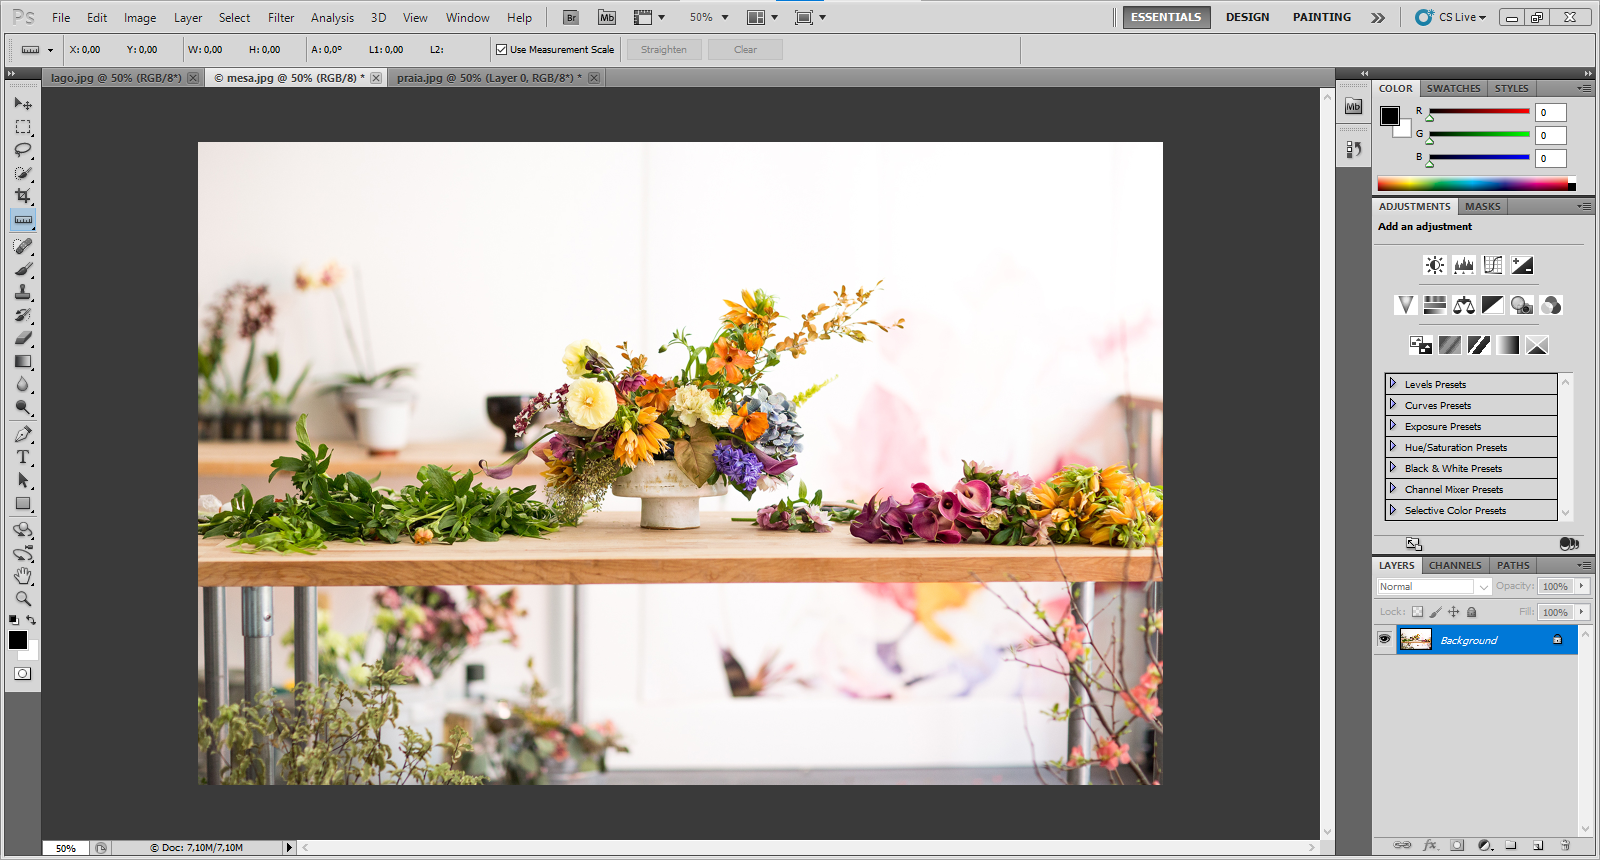 Ps File Edit Image Layer Select Filter Analysis 3D View Window Help Br Mb 50% ESSENTIALS DESIGN PAINTING CS Live
X: 0,00 Y: 0,00 W: 0,00 H: 0,00 A: 0,0° L1: 0,00 L2: Use Measurement Scale Straighten Clear
lago.jpg @ 50% (RGB/8*) © mesa.jpg @ 50% (RGB/8) * praia.jpg @ 50% (Layer 0, RGB/8*) *
Mb
COLOR SWATCHES STYLES
R 0
G 0
B 0
ADJUSTMENTS MASKS
Add an adjustment
Levels Presets
Curves Presets
Exposure Presets
Hue/Saturation Presets
Black & White Presets
Channel Mixer Presets
Selective Color Presets
LAYERS CHANNELS PATHS
Normal Opacity: 100%
Lock: Fill: 100%
Background
50% © Doc: 7,10M/7,10M